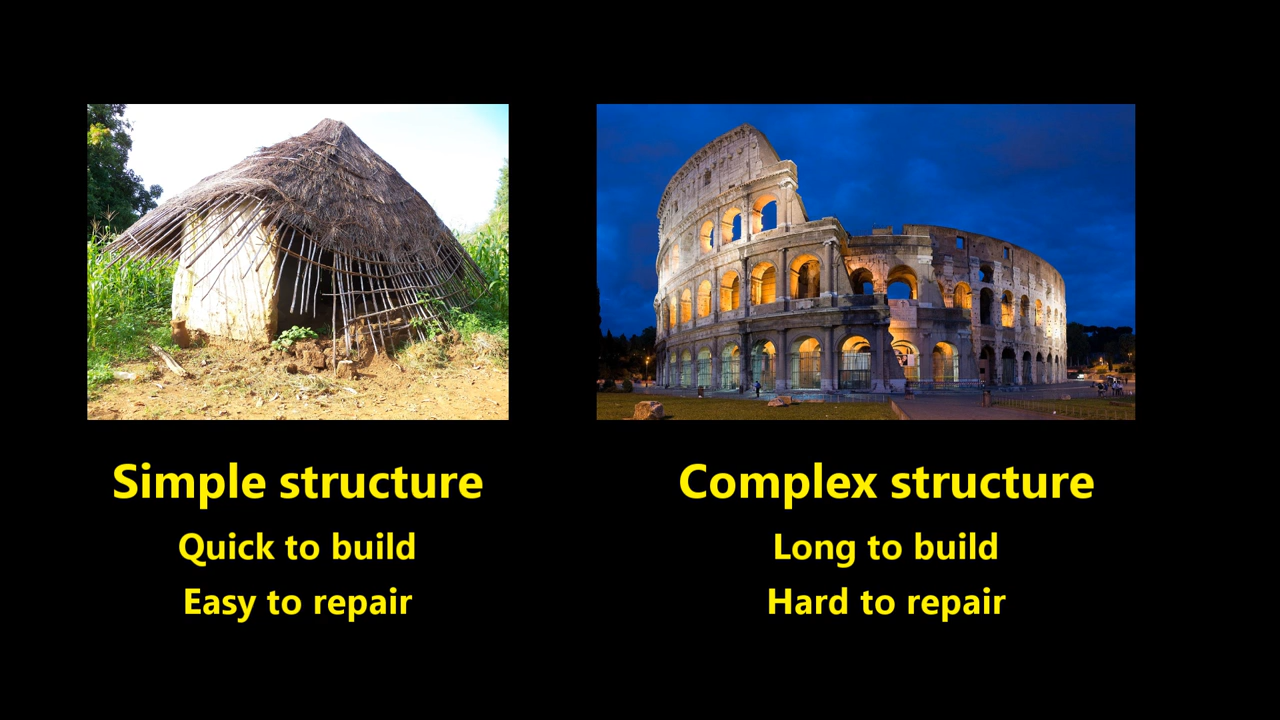 Simple structure
Quick to build
Easy to repair
Complex structure
Long to build
Hard to repair